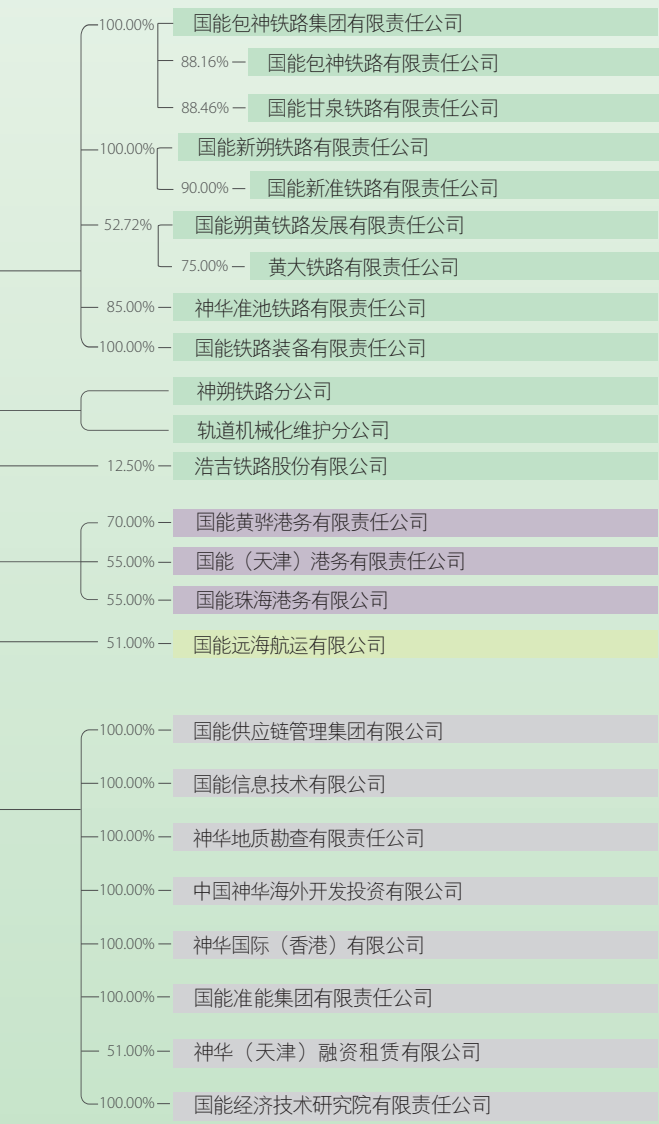 100.00% 国能包神铁路集团有限责任公司
88.16% 国能包神铁路有限责任公司
88.46% 国能甘泉铁路有限责任公司
100.00% 国能新朔铁路有限责任公司
90.00% 国能新准铁路有限责任公司
52.72% 国能朔黄铁路发展有限责任公司
75.00% 黄大铁路有限责任公司
85.00% 神华准池铁路有限责任公司
100.00% 国能铁路装备有限责任公司
神朔铁路分公司
轨道机械化维护分公司
12.50% 浩吉铁路股份有限公司
70.00% 国能黄骅港务有限责任公司
55.00% 国能（天津）港务有限责任公司
55.00% 国能珠海港务有限公司
51.00% 国能远海航运有限公司
100.00% 国能供应链管理集团有限公司
100.00% 国能信息技术有限公司
100.00% 神华地质勘查有限责任公司
100.00% 中国神华海外开发投资有限公司
100.00% 神华国际（香港）有限公司
100.00% 国能准能集团有限责任公司
51.00% 神华（天津）融资租赁有限公司
100.00% 国能经济技术研究院有限责任公司